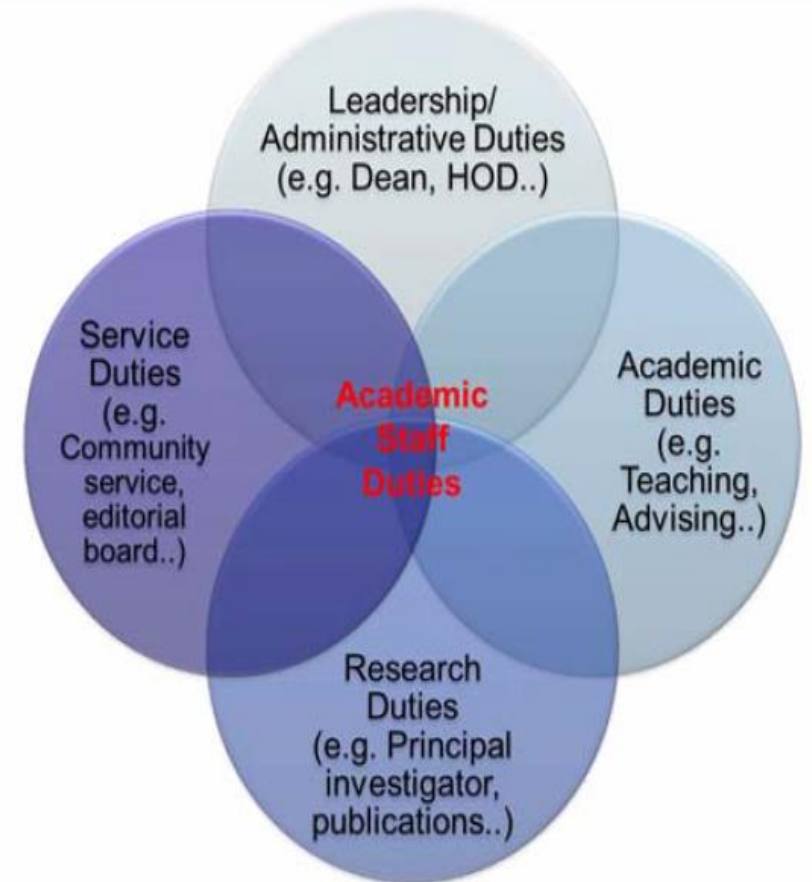 Leadership/
Administrative Duties
(e.g. Dean, HOD..)
Service
Duties
(e.g.
Community
service,
editorial
board..)
Academic
Staff
Duties
Academic
Duties
(e.g.
Teaching,
Advising..)
Research
Duties
(e.g. Principal
investigator,
publications..)